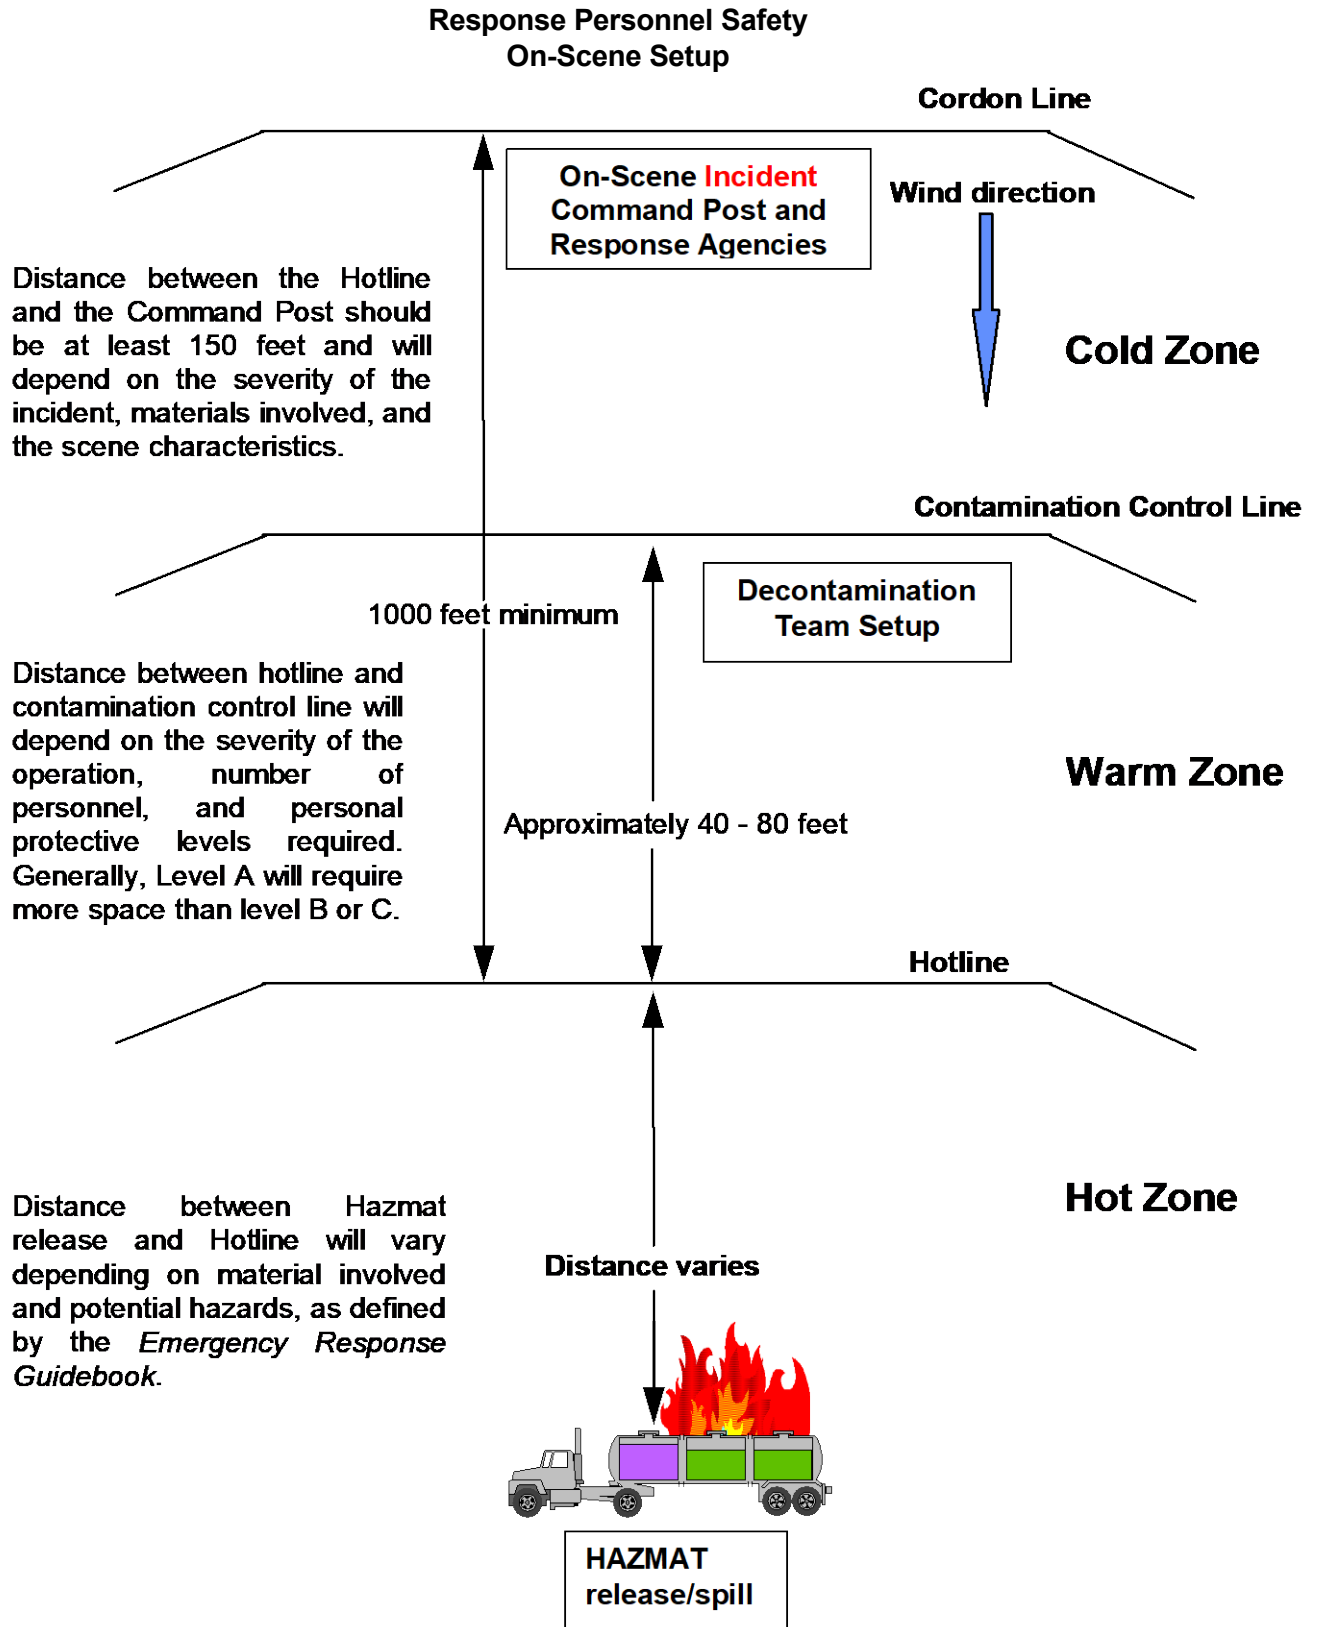 Response Personnel Safety
On-Scene Setup
Cordon Line
On-Scene Incident
Command Post and
Response Agencies
Wind direction
Distance between the Hotline
and the Command Post should
be at least 150 feet and will
depend on the severity of the
incident, materials involved, and
the scene characteristics.
Cold Zone
Contamination Control Line
Decontamination
Team Setup
1000 feet minimum
Distance between hotline and
contamination control line will
depend on the severity of the
operation, number of
personnel, and personal
protective levels required.
Generally, Level A will require
more space than level B or C.
Warm Zone
Approximately 40 - 80 feet
Hotline
Hot Zone
Distance between Hazmat
release and Hotline will vary
depending on material involved
and potential hazards, as defined
by the Emergency Response
Guidebook.
Distance varies
HAZMAT
release/spill